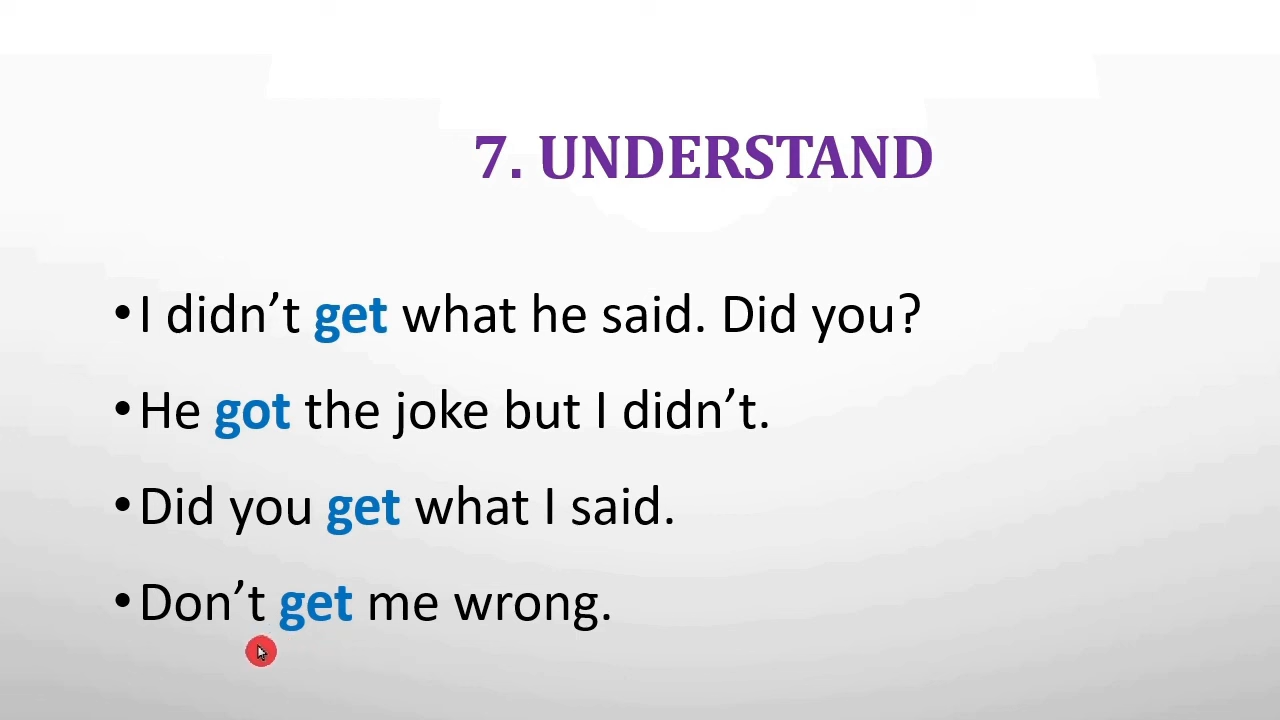 7. UNDERSTAND
•I didn’t get what he said. Did you?
•He got the joke but I didn’t.
•Did you get what I said.
•Don’t get me wrong.